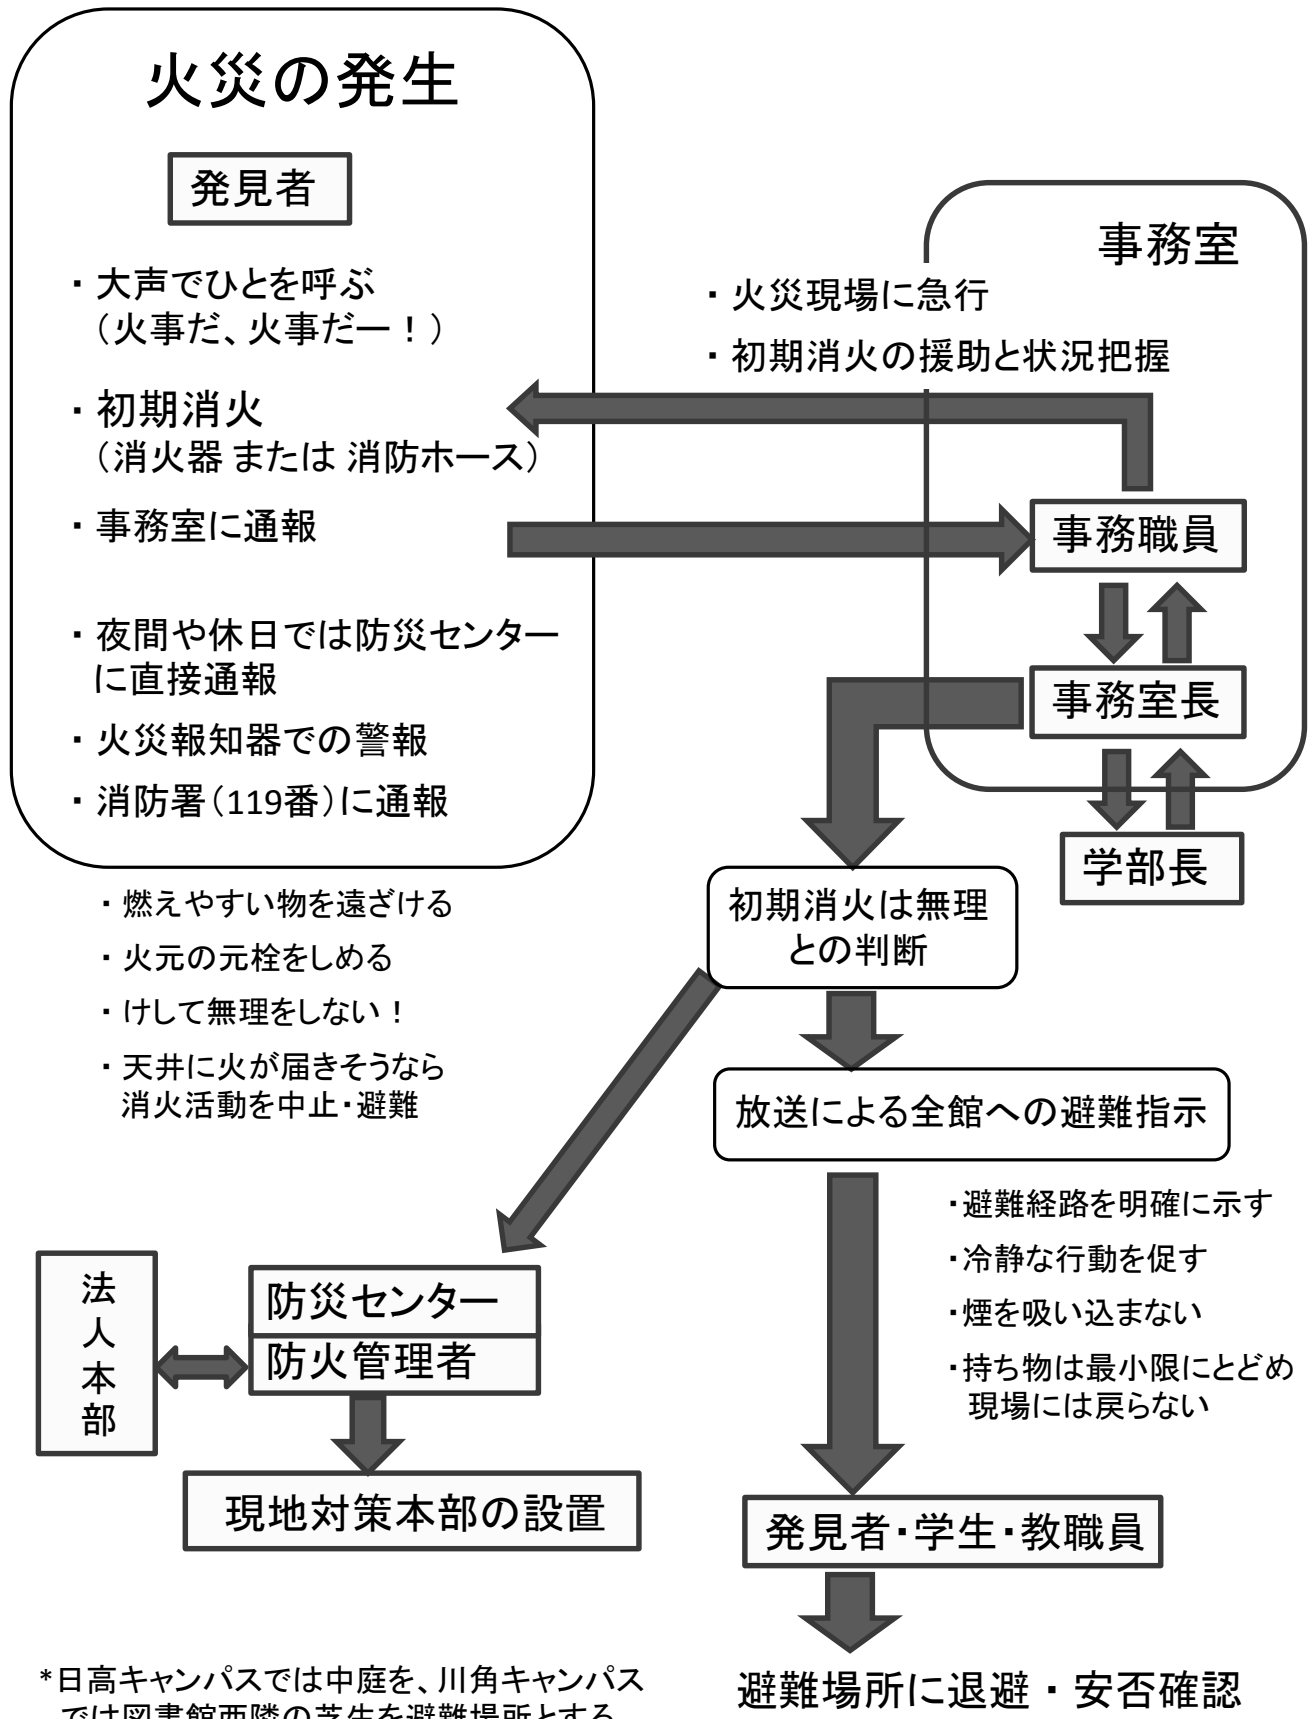 火災の発生
発見者
・大声でひとを呼ぶ
（火事だ、火事だー！）
・初期消火
（消火器 または 消防ホース）
・事務室に通報
・夜間や休日では防災センター
に直接通報
・火災報知器での警報
・消防署（119番）に通報
・燃えやすい物を遠ざける
・火元の元栓をしめる
・けして無理をしない！
・天井に火が届きそうなら
消火活動を中止・避難
事務室
・火災現場に急行
・初期消火の援助と状況把握
事務職員
事務室長
学部長
初期消火は無理
との判断
放送による全館への避難指示
・避難経路を明確に示す
・冷静な行動を促す
・煙を吸い込まない
・持ち物は最小限にとどめ
現場には戻らない
法人本部
防災センター
防火管理者
現地対策本部の設置
発見者・学生・教職員
避難場所に退避・安否確認
*日高キャンパスでは中庭を、川角キャンパス
では図書館西隣の芝生を避難場所とする